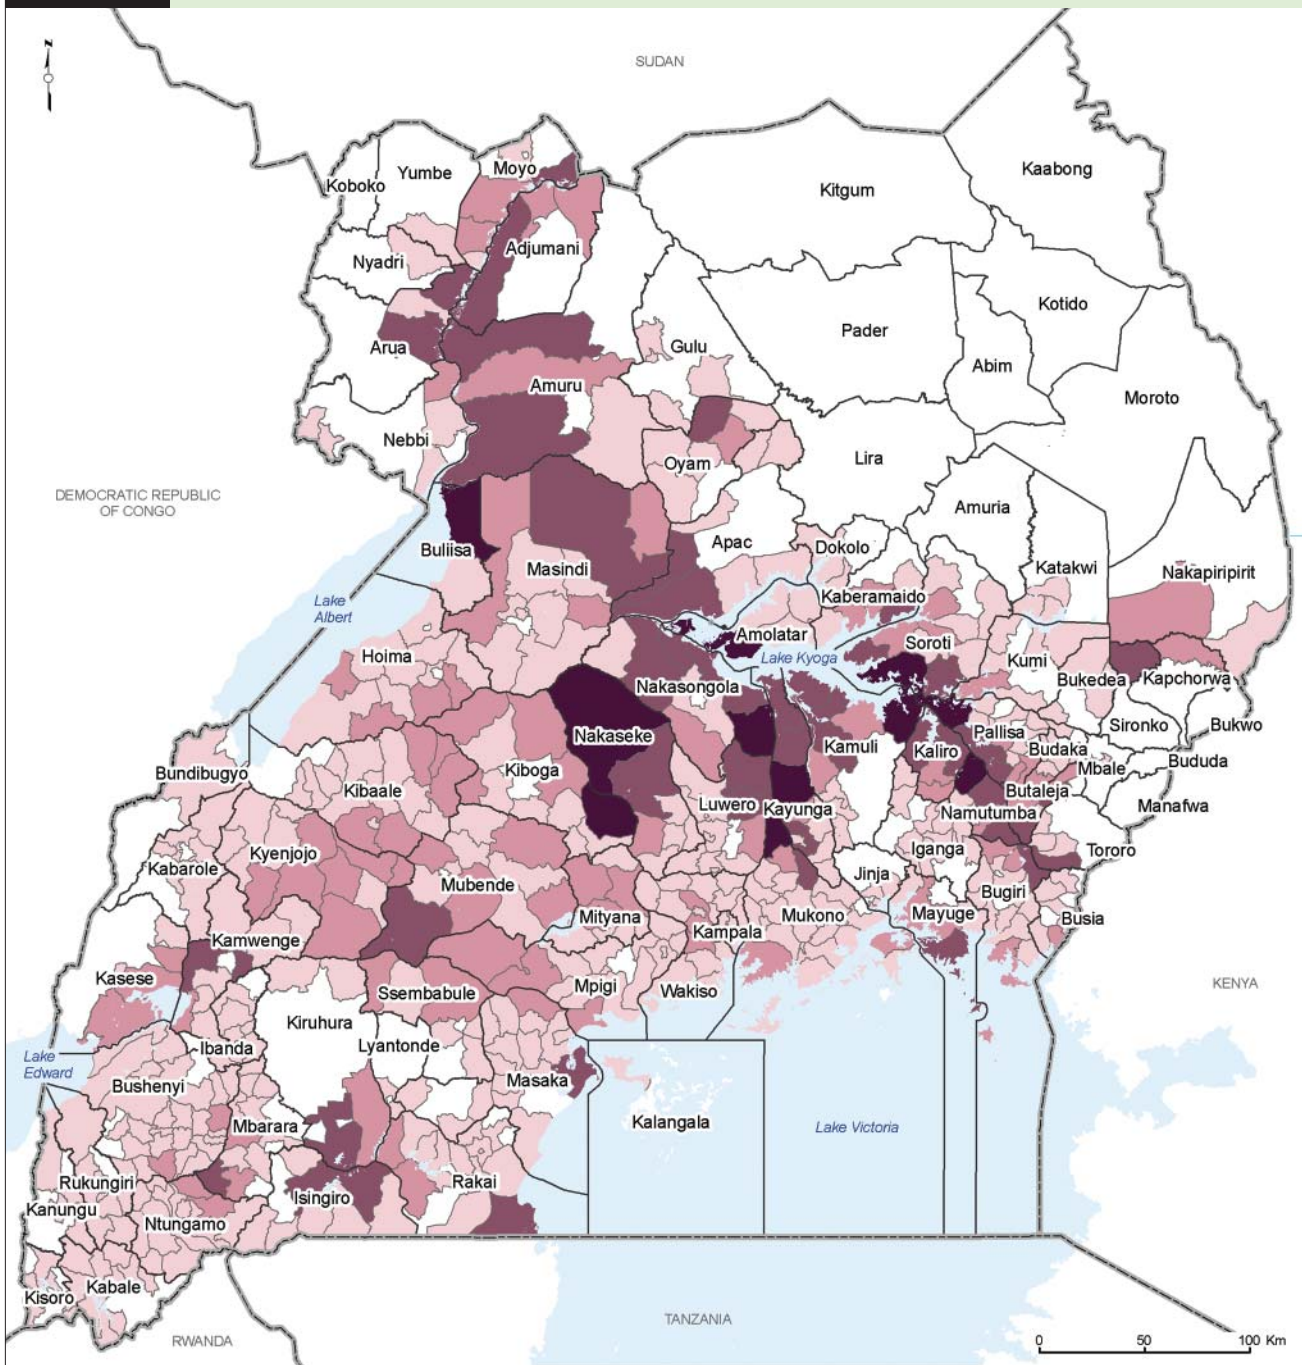 N
SUDAN
Kaabong
Moyo
Yumbe
Koboko
Kitgum
Adjumani
Nyadri
Kotido
Pader
Gulu
Arua
Abim
Amuru
Moroto
Nebbi
Lira
Oyam
DEMOCRATIC REPUBLIC
OF CONGO
Amuria
Apac
Dokolo
Buliisa
Masindi
Katakwi
Nakapiripirit
Kaberamaido
Lake
Albert
Amolatar
Soroti
Hoima
Lake Kyoga
Kumi
Bukedea
Kapchorwa
Nakasongola
Sironko
Bukwo
Nakaseke
Pallisa
Kamuli
Kaliro
Budaka
Bududa
Bundibugyo
Kiboga
Mbale
Kibaale
Butaleja
Luwero
Kayunga
Manafwa
Namutumba
Kyenjojo
Iganga
Tororo
Kabarole
Mubende
Jinja
Bugiri
Mityana
Mukono
Mayuge
Busia
Kampala
Kamwenge
Kasese
Ssembabule
Mpigi
Wakiso
KENYA
Kiruhura
Ibanda
Lyantonde
Lake
Edward
Bushenyi
Masaka
Kalangala
Lake Victoria
Mbarara
Rukungiri
Rakai
Isingiro
Kanungu
Ntungamo
Kabale
Kisoro
TANZANIA
RWANDA
0 50 100 Km